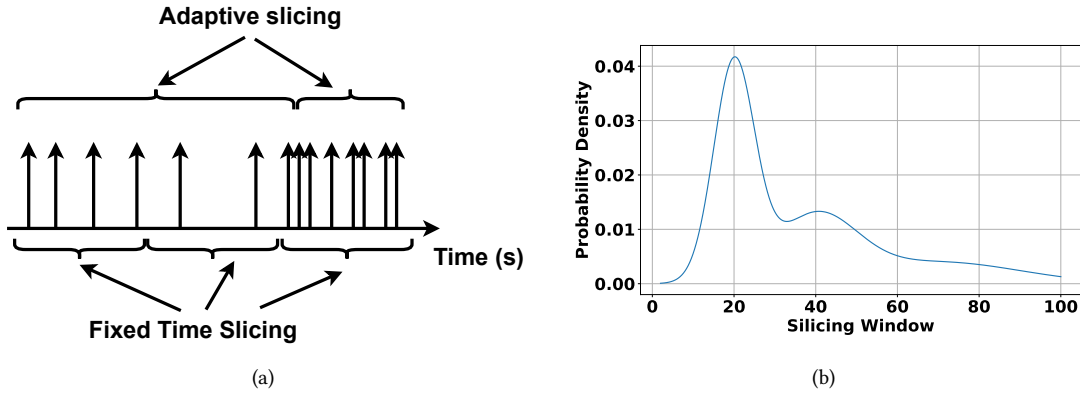 Adaptive slicing
Time (s)
Fixed Time Slicing
(a)
Probability Density
0.04
0.03
0.02
0.01
0.00
0 20 40 60 80 100
Silicing Window
(b)